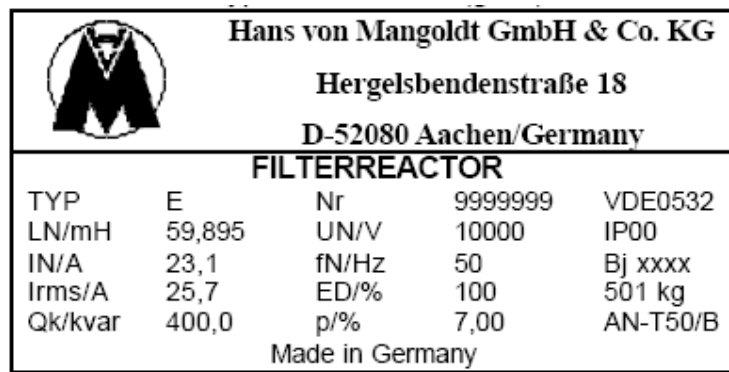 Hans von Mangoldt GmbH & Co. KG
Hergelsbendenstraße 18
D-52080 Aachen/Germany
FILTERREACTOR
TYP E Nr 9999999 VDE0532
LN/mH 59,895 UN/V 10000 IP00
IN/A 23,1 fN/Hz 50 Bj xxxx
Irms/A 25,7 ED/% 100 501 kg
Qk/kvar 400,0 p/% 7,00 AN-T50/B
Made in Germany